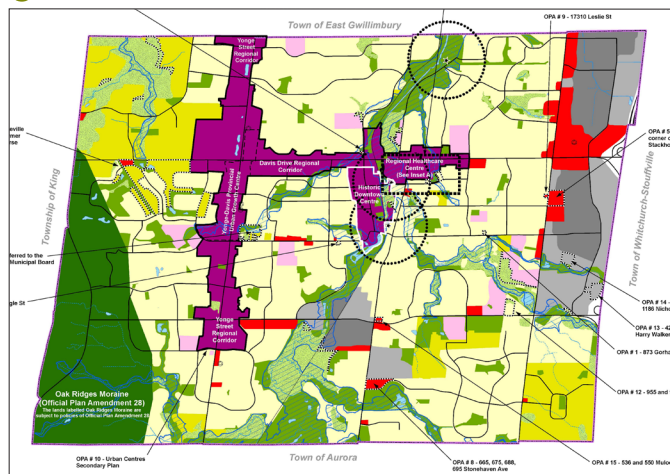 Town of East Gwillimbury
OPA # 9 - 17310 Leslie St
Yonge
Street
Regional
Corridor
OPA # 5
corner o
Stackho
eville
mer
rse
Davis Drive Regional
Corridor
Regional Healthcare
Centre
(See Inset A)
Historic
Downtown
Centre
Yonge-Davis Provincial
Urban Growth Centre
Township of King
Town of Whitchurch-Stouffville
ferred to the
Municipal Board
gle St
OPA # 14 -
1186 Nicho
OPA # 13 - 42
Harry Walker
OPA # 1 - 873 Gorha
Yonge
Street
Regional
Corridor
Oak Ridges Moraine
(Official Plan Amendment 28)
The lands labelled Oak Ridges Moraine are
subject to policies of Official Plan Amendment 28
OPA # 12 - 955 and
OPA # 10 - Urban Centres
Secondary Plan
Town of Aurora
OPA # 8 - 665, 675, 686,
695 Stonehaven Ave
OPA # 15 - 536 and 550 Muloc